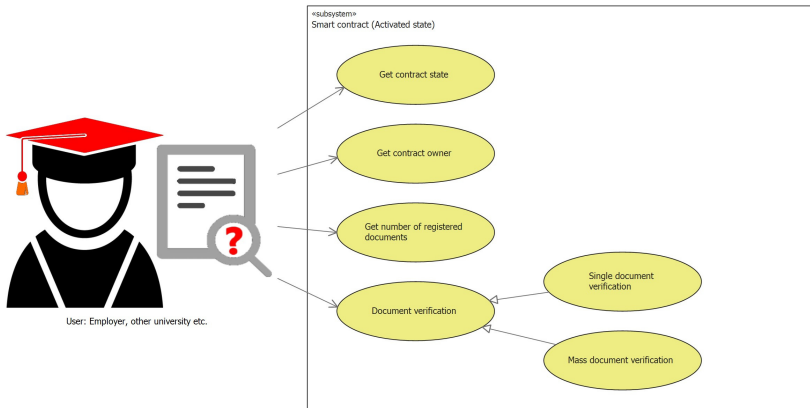 «subsystem»
Smart contract (Activated state)
Get contract state
Get contract owner
Get number of registered
documents
?
Single document
verification
Document verification
User: Employer, other university etc.
Mass document verification